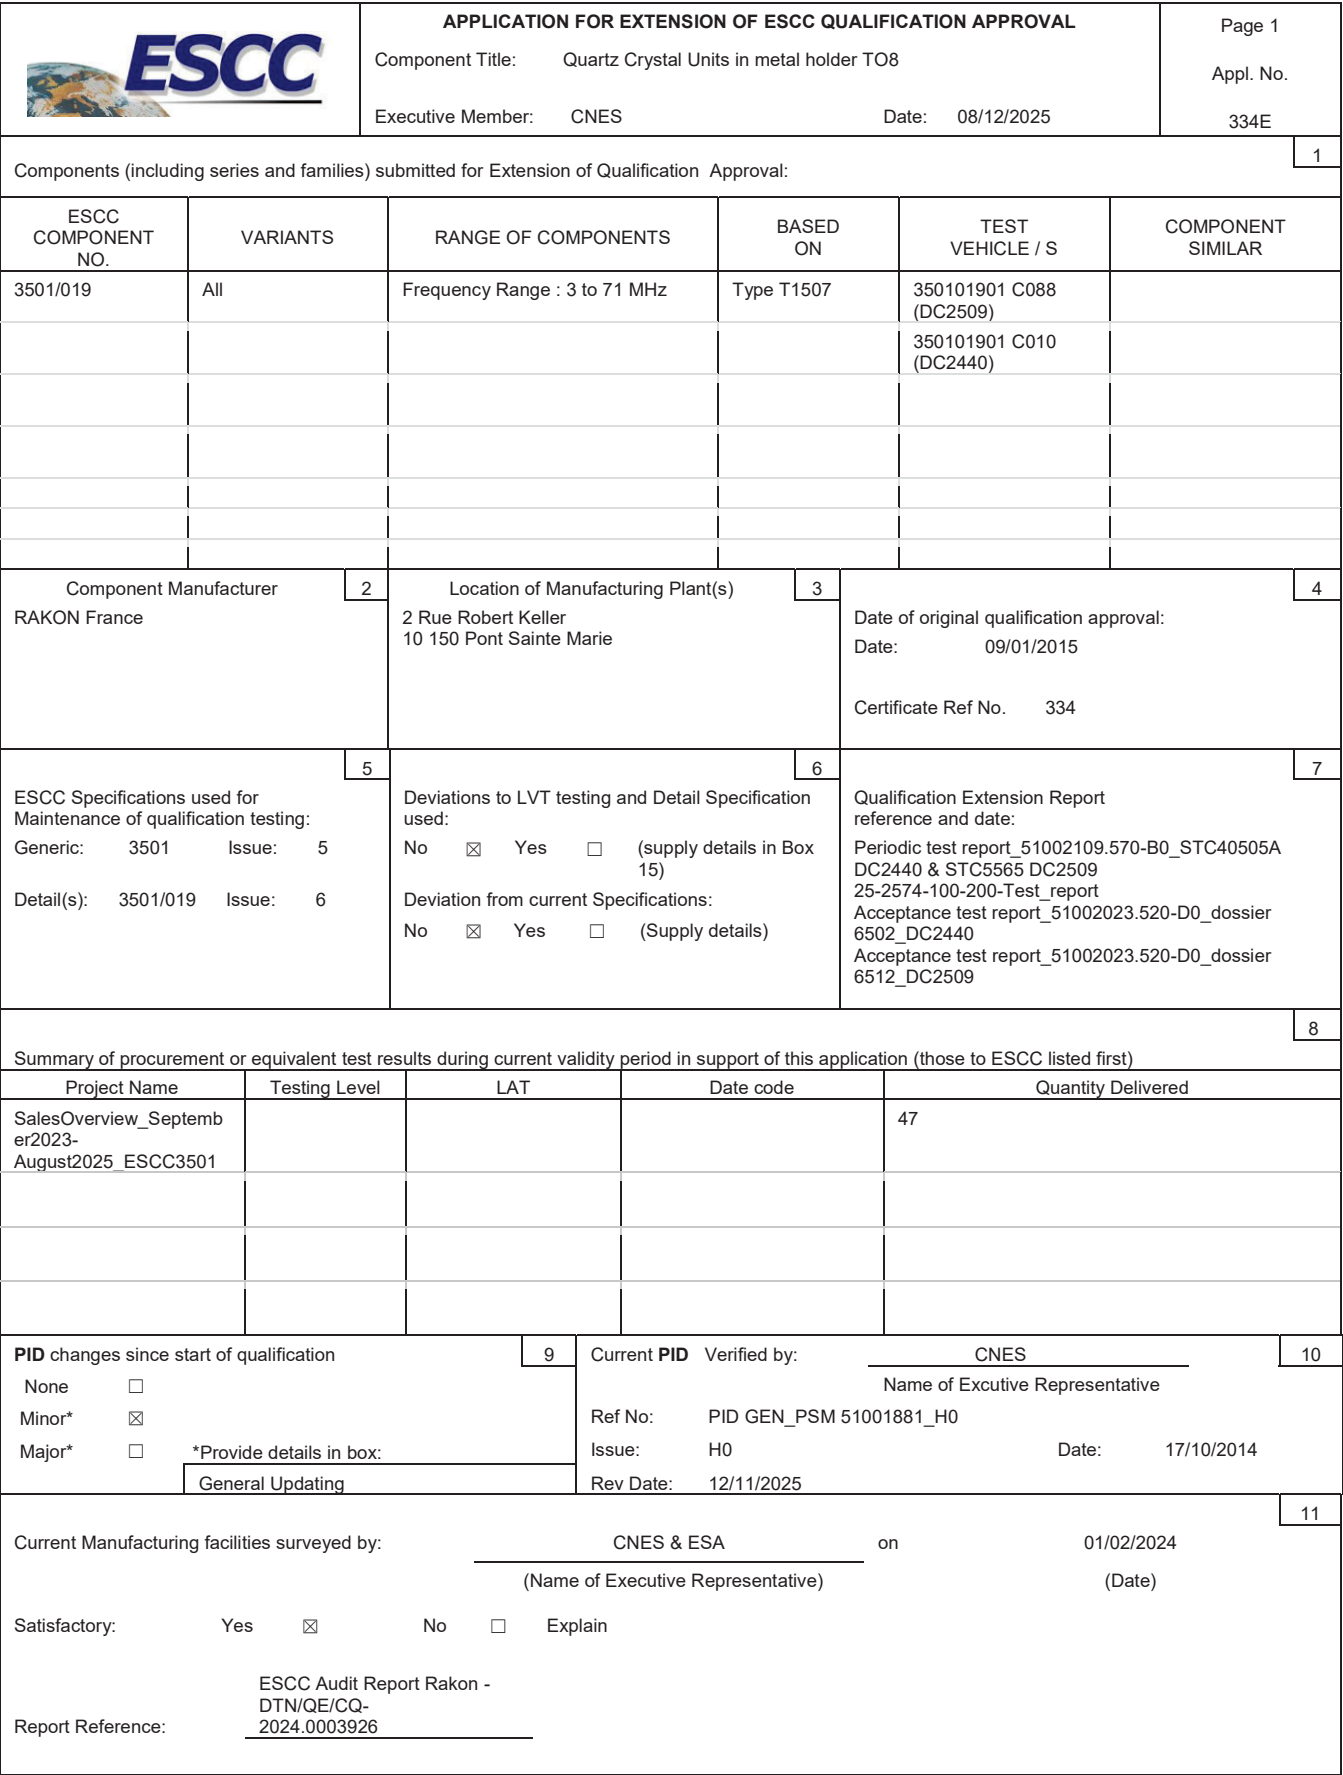 ESCC
APPLICATION FOR EXTENSION OF ESCC QUALIFICATION APPROVAL
Component Title: Quartz Crystal Units in metal holder TO8
Executive Member: CNES Date: 08/12/2025
Page 1
Appl. No.
334E
1
Components (including series and families) submitted for Extension of Qualification Approval:
ESCC
COMPONENT
NO.
VARIANTS
RANGE OF COMPONENTS
BASED
ON
TEST
VEHICLE / S
COMPONENT
SIMILAR
3501/019
All
Frequency Range : 3 to 71 MHz
Type T1507
350101901 C088
(DC2509)
350101901 C010
(DC2440)
Component Manufacturer
2
RAKON France
Location of Manufacturing Plant(s)
3
2 Rue Robert Keller
10 150 Pont Sainte Marie
4
Date of original qualification approval:
Date: 09/01/2015
Certificate Ref No. 334
5
ESCC Specifications used for
Maintenance of qualification testing:
Generic: 3501 Issue: 5
Detail(s): 3501/019 Issue: 6
6
Deviations to LVT testing and Detail Specification
used:
No ☒ Yes ☐ (supply details in Box
15)
Deviation from current Specifications:
No ☒ Yes ☐ (Supply details)
7
Qualification Extension Report
reference and date:
Periodic test report_51002109.570-B0_STC40505A
DC2440 & STC5565 DC2509
25-2574-100-200-Test_report
Acceptance test report_51002023.520-D0_dossier
6502_DC2440
Acceptance test report_51002023.520-D0_dossier
6512_DC2509
8
Summary of procurement or equivalent test results during current validity period in support of this application (those to ESCC listed first)
Project Name
Testing Level
LAT
Date code
Quantity Delivered
SalesOverview_Septemb
er2023-
August2025_ESCC3501
47
PID changes since start of qualification
9
None ☐
Minor* ☒
Major* ☐ *Provide details in box:
General Updating
Current PID Verified by: CNES
10
Name of Excutive Representative
Ref No: PID GEN_PSM 51001881_H0
Issue: H0 Date: 17/10/2014
Rev Date: 12/11/2025
11
Current Manufacturing facilities surveyed by: CNES & ESA on 01/02/2024
(Name of Executive Representative) (Date)
Satisfactory: Yes ☒ No ☐ Explain
ESCC Audit Report Rakon -
DTN/QE/CQ-
Report Reference: 2024.0003926